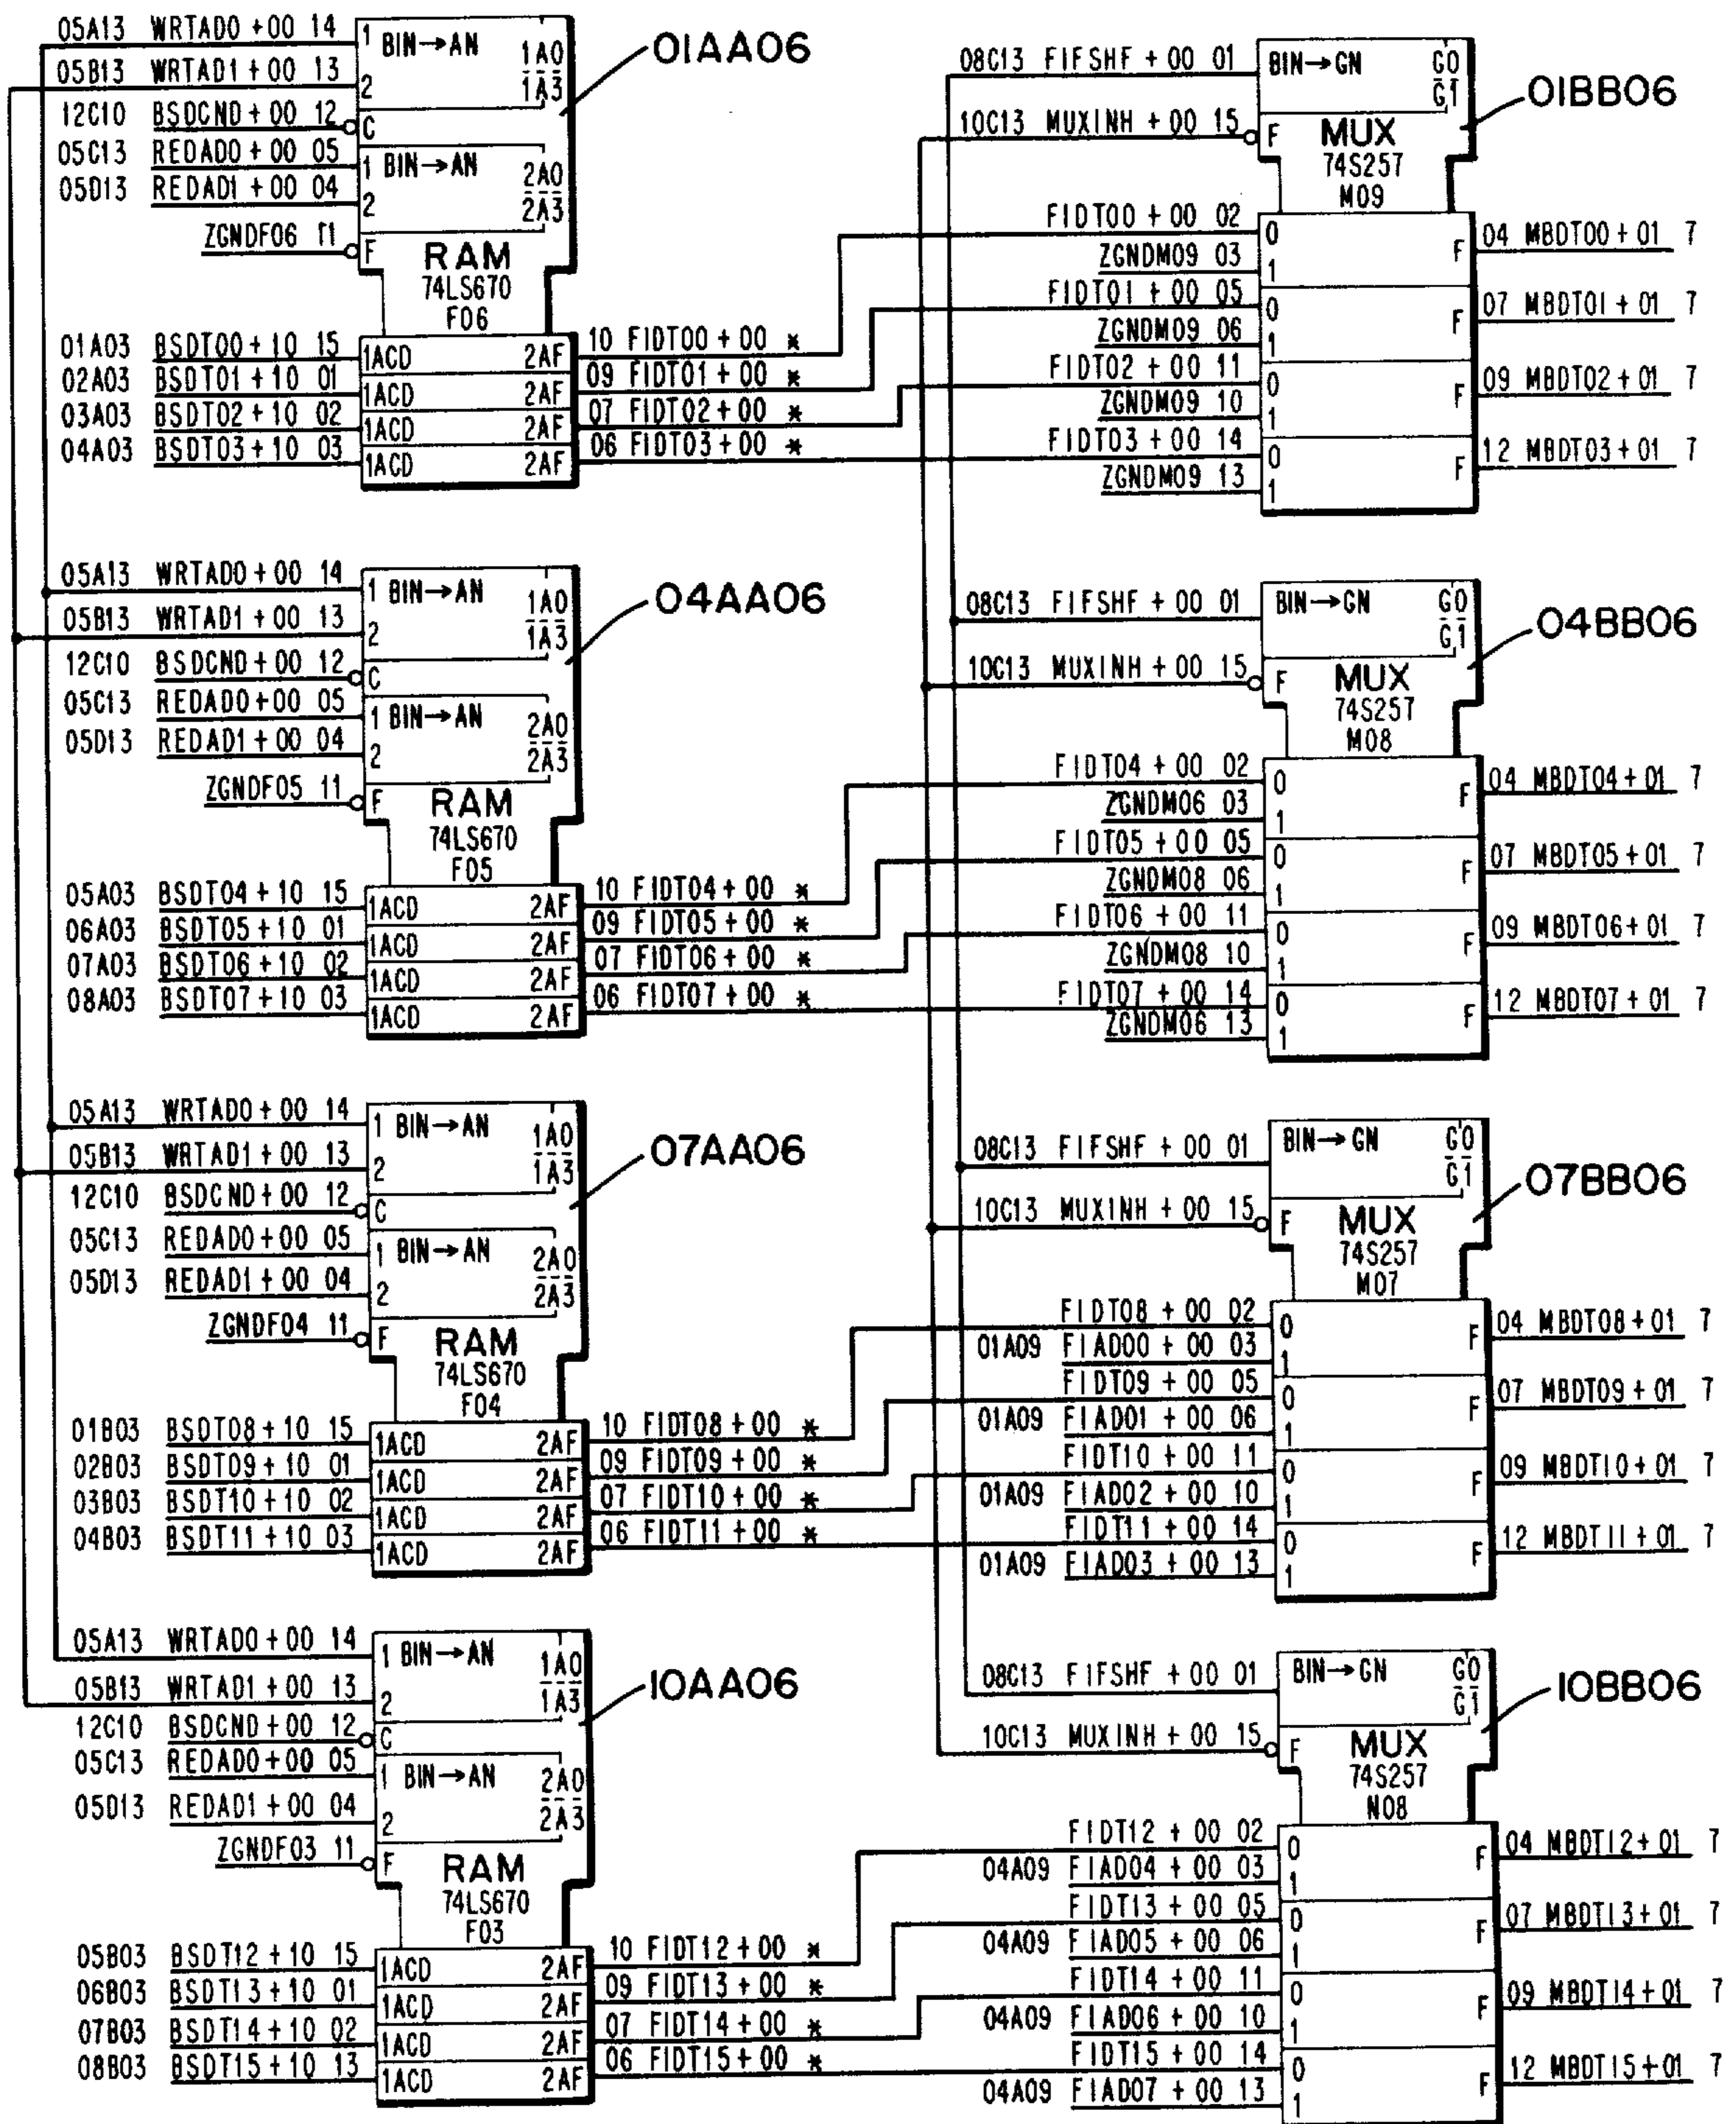 05A13 WRTAD0+00 14
1 BIN→AN 1A0
1A3
05B13 WRTAD1+00 13
2
12C10 BSDCND+00 12
C
05C13 REDAD0+00 05
1 BIN→AN 2A0
2A3
05D13 REDAD1+00 04
2
ZGNDF06 11
F
RAM
74LS670
F06
01AA06
01A03 BSDT00+10 15 1ACD 2AF 10 FIDT00+00 *
02A03 BSDT01+10 01 1ACD 2AF 09 FIDT01+00 *
03A03 BSDT02+10 02 1ACD 2AF 07 FIDT02+00 *
04A03 BSDT03+10 03 1ACD 2AF 06 FIDT03+00 *
08C13 FIFSHF+00 01
BIN→GN G0
G1
10C13 MUXINH+00 15
F
MUX
74S257
M09
01BB06
FIDT00+00 02 0 F 04 MBDT00+01 7
ZGNDM09 03 1
FIDT01+00 05 0 F 07 MBDT01+01 7
ZGNDM09 06 1
FIDT02+00 11 0 F 09 MBDT02+01 7
ZGNDM09 10 1
FIDT03+00 14 0 F 12 MBDT03+01 7
ZGNDM09 13 1
05A13 WRTAD0+00 14
1 BIN→AN 1A0
1A3
05B13 WRTAD1+00 13
2
12C10 BSDCND+00 12
C
05C13 REDAD0+00 05
1 BIN→AN 2A0
2A3
05D13 REDAD1+00 04
2
ZGNDF05 11
F
RAM
74LS670
F05
04AA06
05A03 BSDT04+10 15 1ACD 2AF 10 FIDT04+00 *
06A03 BSDT05+10 01 1ACD 2AF 09 FIDT05+00 *
07A03 BSDT06+10 02 1ACD 2AF 07 FIDT06+00 *
08A03 BSDT07+10 03 1ACD 2AF 06 FIDT07+00 *
08C13 FIFSHF+00 01
BIN→GN G0
G1
10C13 MUXINH+00 15
F
MUX
74S257
M08
04BB06
FIDT04+00 02 0 F 04 MBDT04+01 7
ZGNDM06 03 1
FIDT05+00 05 0 F 07 MBDT05+01 7
ZGNDM08 06 1
FIDT06+00 11 0 F 09 MBDT06+01 7
ZGNDM08 10 1
FIDT07+00 14 0 F 12 MBDT07+01 7
ZGNDM06 13 1
05A13 WRTAD0+00 14
1 BIN→AN 1A0
1A3
05B13 WRTAD1+00 13
2
12C10 BSDCND+00 12
C
05C13 REDAD0+00 05
1 BIN→AN 2A0
2A3
05D13 REDAD1+00 04
2
ZGNDF04 11
F
RAM
74LS670
F04
07AA06
01B03 BSDT08+10 15 1ACD 2AF 10 FIDT08+00 *
02B03 BSDT09+10 01 1ACD 2AF 09 FIDT09+00 *
03B03 BSDT10+10 02 1ACD 2AF 07 FIDT10+00 *
04B03 BSDT11+10 03 1ACD 2AF 06 FIDT11+00 *
08C13 FIFSHF+00 01
BIN→GN G0
G1
10C13 MUXINH+00 15
F
MUX
74S257
M07
07BB06
FIDT08+00 02 0 F 04 MBDT08+01 7
01A09 FIAD00+00 03 1
FIDT09+00 05 0 F 07 MBDT09+01 7
01A09 FIAD01+00 06 1
FIDT10+00 11 0 F 09 MBDT10+01 7
01A09 FIAD02+00 10 1
FIDT11+00 14 0 F 12 MBDT11+01 7
01A09 FIAD03+00 13 1
05A13 WRTAD0+00 14
1 BIN→AN 1A0
1A3
05B13 WRTAD1+00 13
2
12C10 BSDCND+00 12
C
05C13 REDAD0+00 05
1 BIN→AN 2A0
2A3
05D13 REDAD1+00 04
2
ZGNDF03 11
F
RAM
74LS670
F03
10AA06
05B03 BSDT12+10 15 1ACD 2AF 10 FIDT12+00 *
06B03 BSDT13+10 01 1ACD 2AF 09 FIDT13+00 *
07B03 BSDT14+10 02 1ACD 2AF 07 FIDT14+00 *
08B03 BSDT15+10 13 1ACD 2AF 06 FIDT15+00 *
08C13 FIFSHF+00 01
BIN→GN G0
G1
10C13 MUXINH+00 15
F
MUX
74S257
N08
10BB06
FIDT12+00 02 0 F 04 MBDT12+01 7
04A09 FIAD04+00 03 1
FIDT13+00 05 0 F 07 MBDT13+01 7
04A09 FIAD05+00 06 1
FIDT14+00 11 0 F 09 MBDT14+01 7
04A09 FIAD06+00 10 1
FIDT15+00 14 0 F 12 MBDT15+01 7
04A09 FIAD07+00 13 1